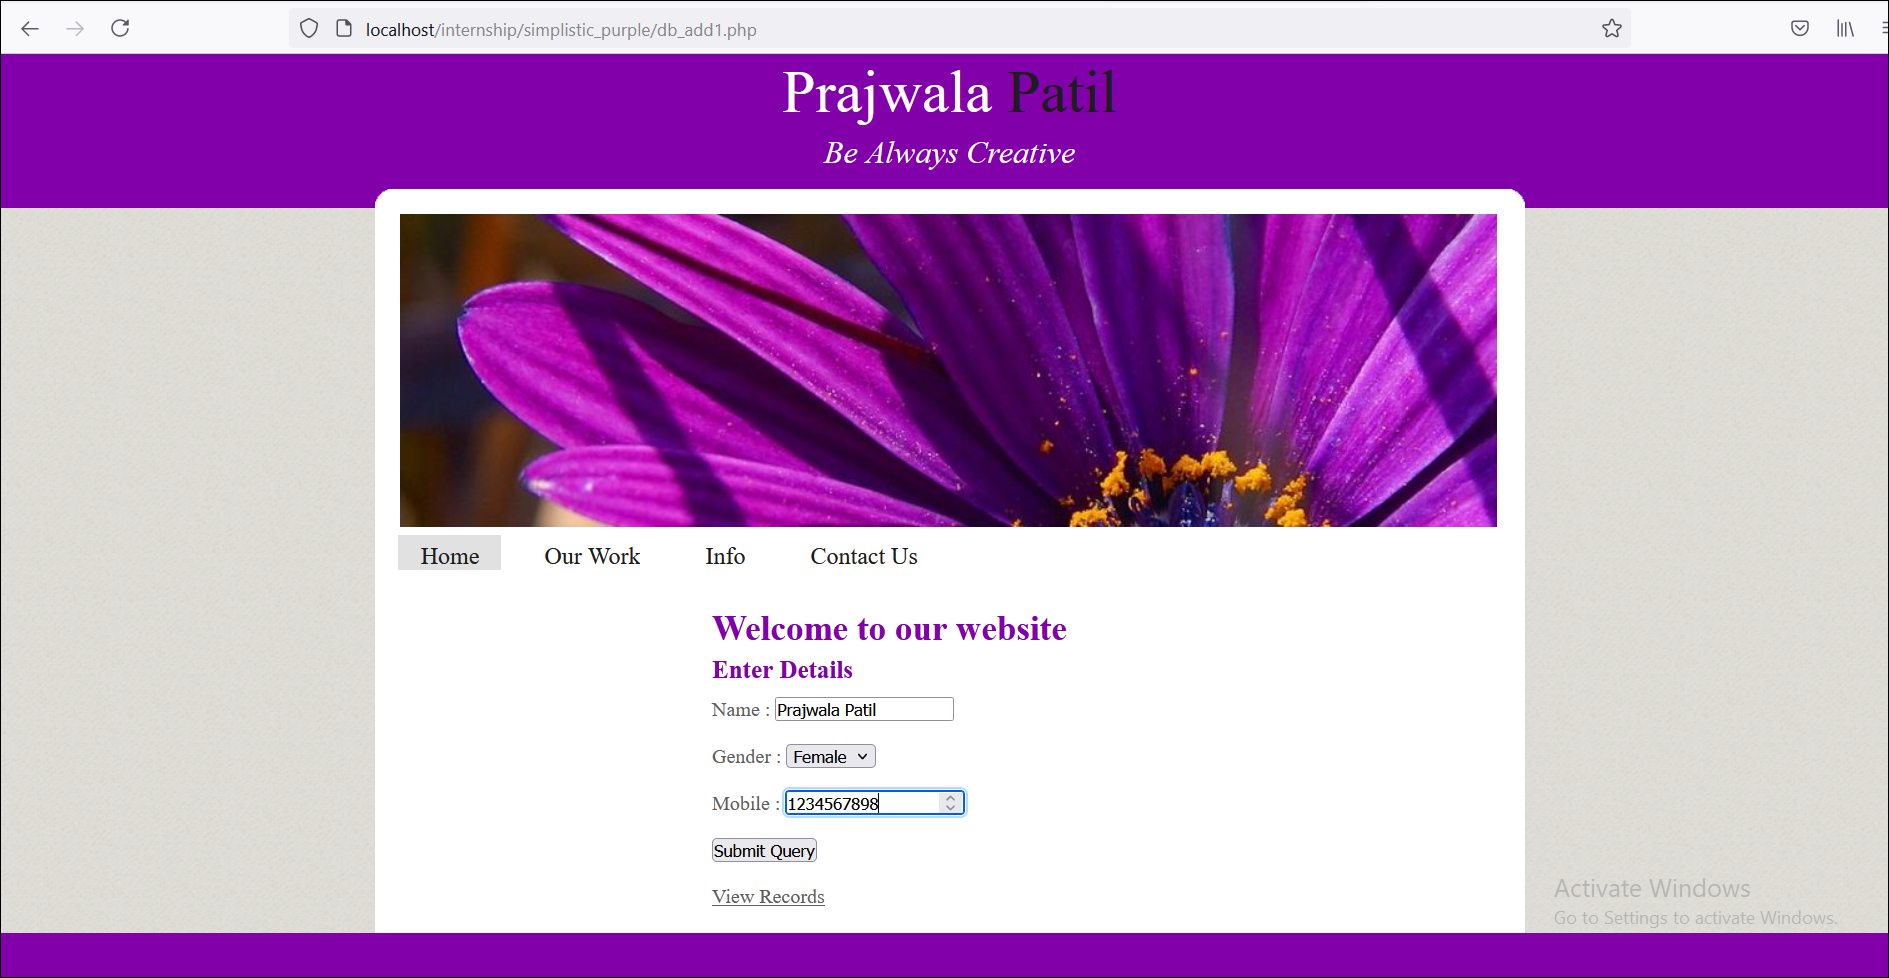 localhost/internship/simplistic_purple/db_add1.php
Prajwala Patil
Be Always Creative
Home Our Work Info Contact Us
Welcome to our website
Enter Details
Name : Prajwala Patil
Gender : Female
Mobile : 1234567898
Submit Query
View Records
Activate Windows
Go to Settings to activate Windows.